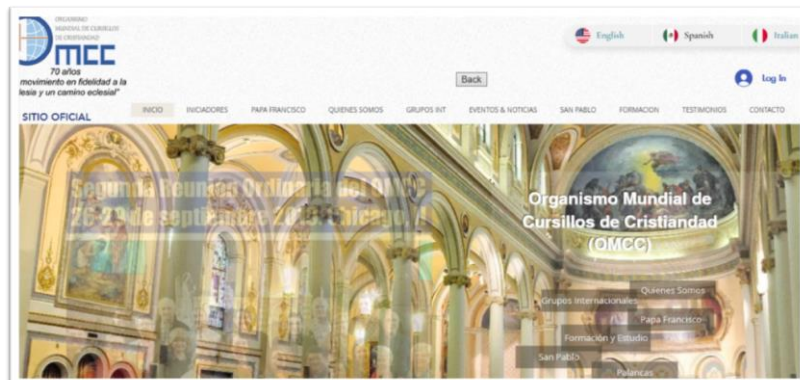 ORGANISMO
MUNDIAL DE CURSILLOS
DE CRISTIANDAD
OMCC
70 años
movimiento en fidelidad a la
lesia y un camino eclesial"
SITIO OFICIAL
English
Spanish
Italian
Back
Log In
INICIO
INICIADORES
PAPA FRANCISCO
QUIENES SOMOS
GRUPOS INT
EVENTOS & NOTICIAS
SAN PABLO
FORMACION
TESTIMONIOS
CONTACTO
Segunda Reunion Ordinaria del OMCC
de septiembre
Organismo Mundial de
Cursillos de Cristiandad
(OMCC)
Quienes Somos
Grupos Internacionales
Papa Francisco
Formación y Estudio
San Pablo
Palancas